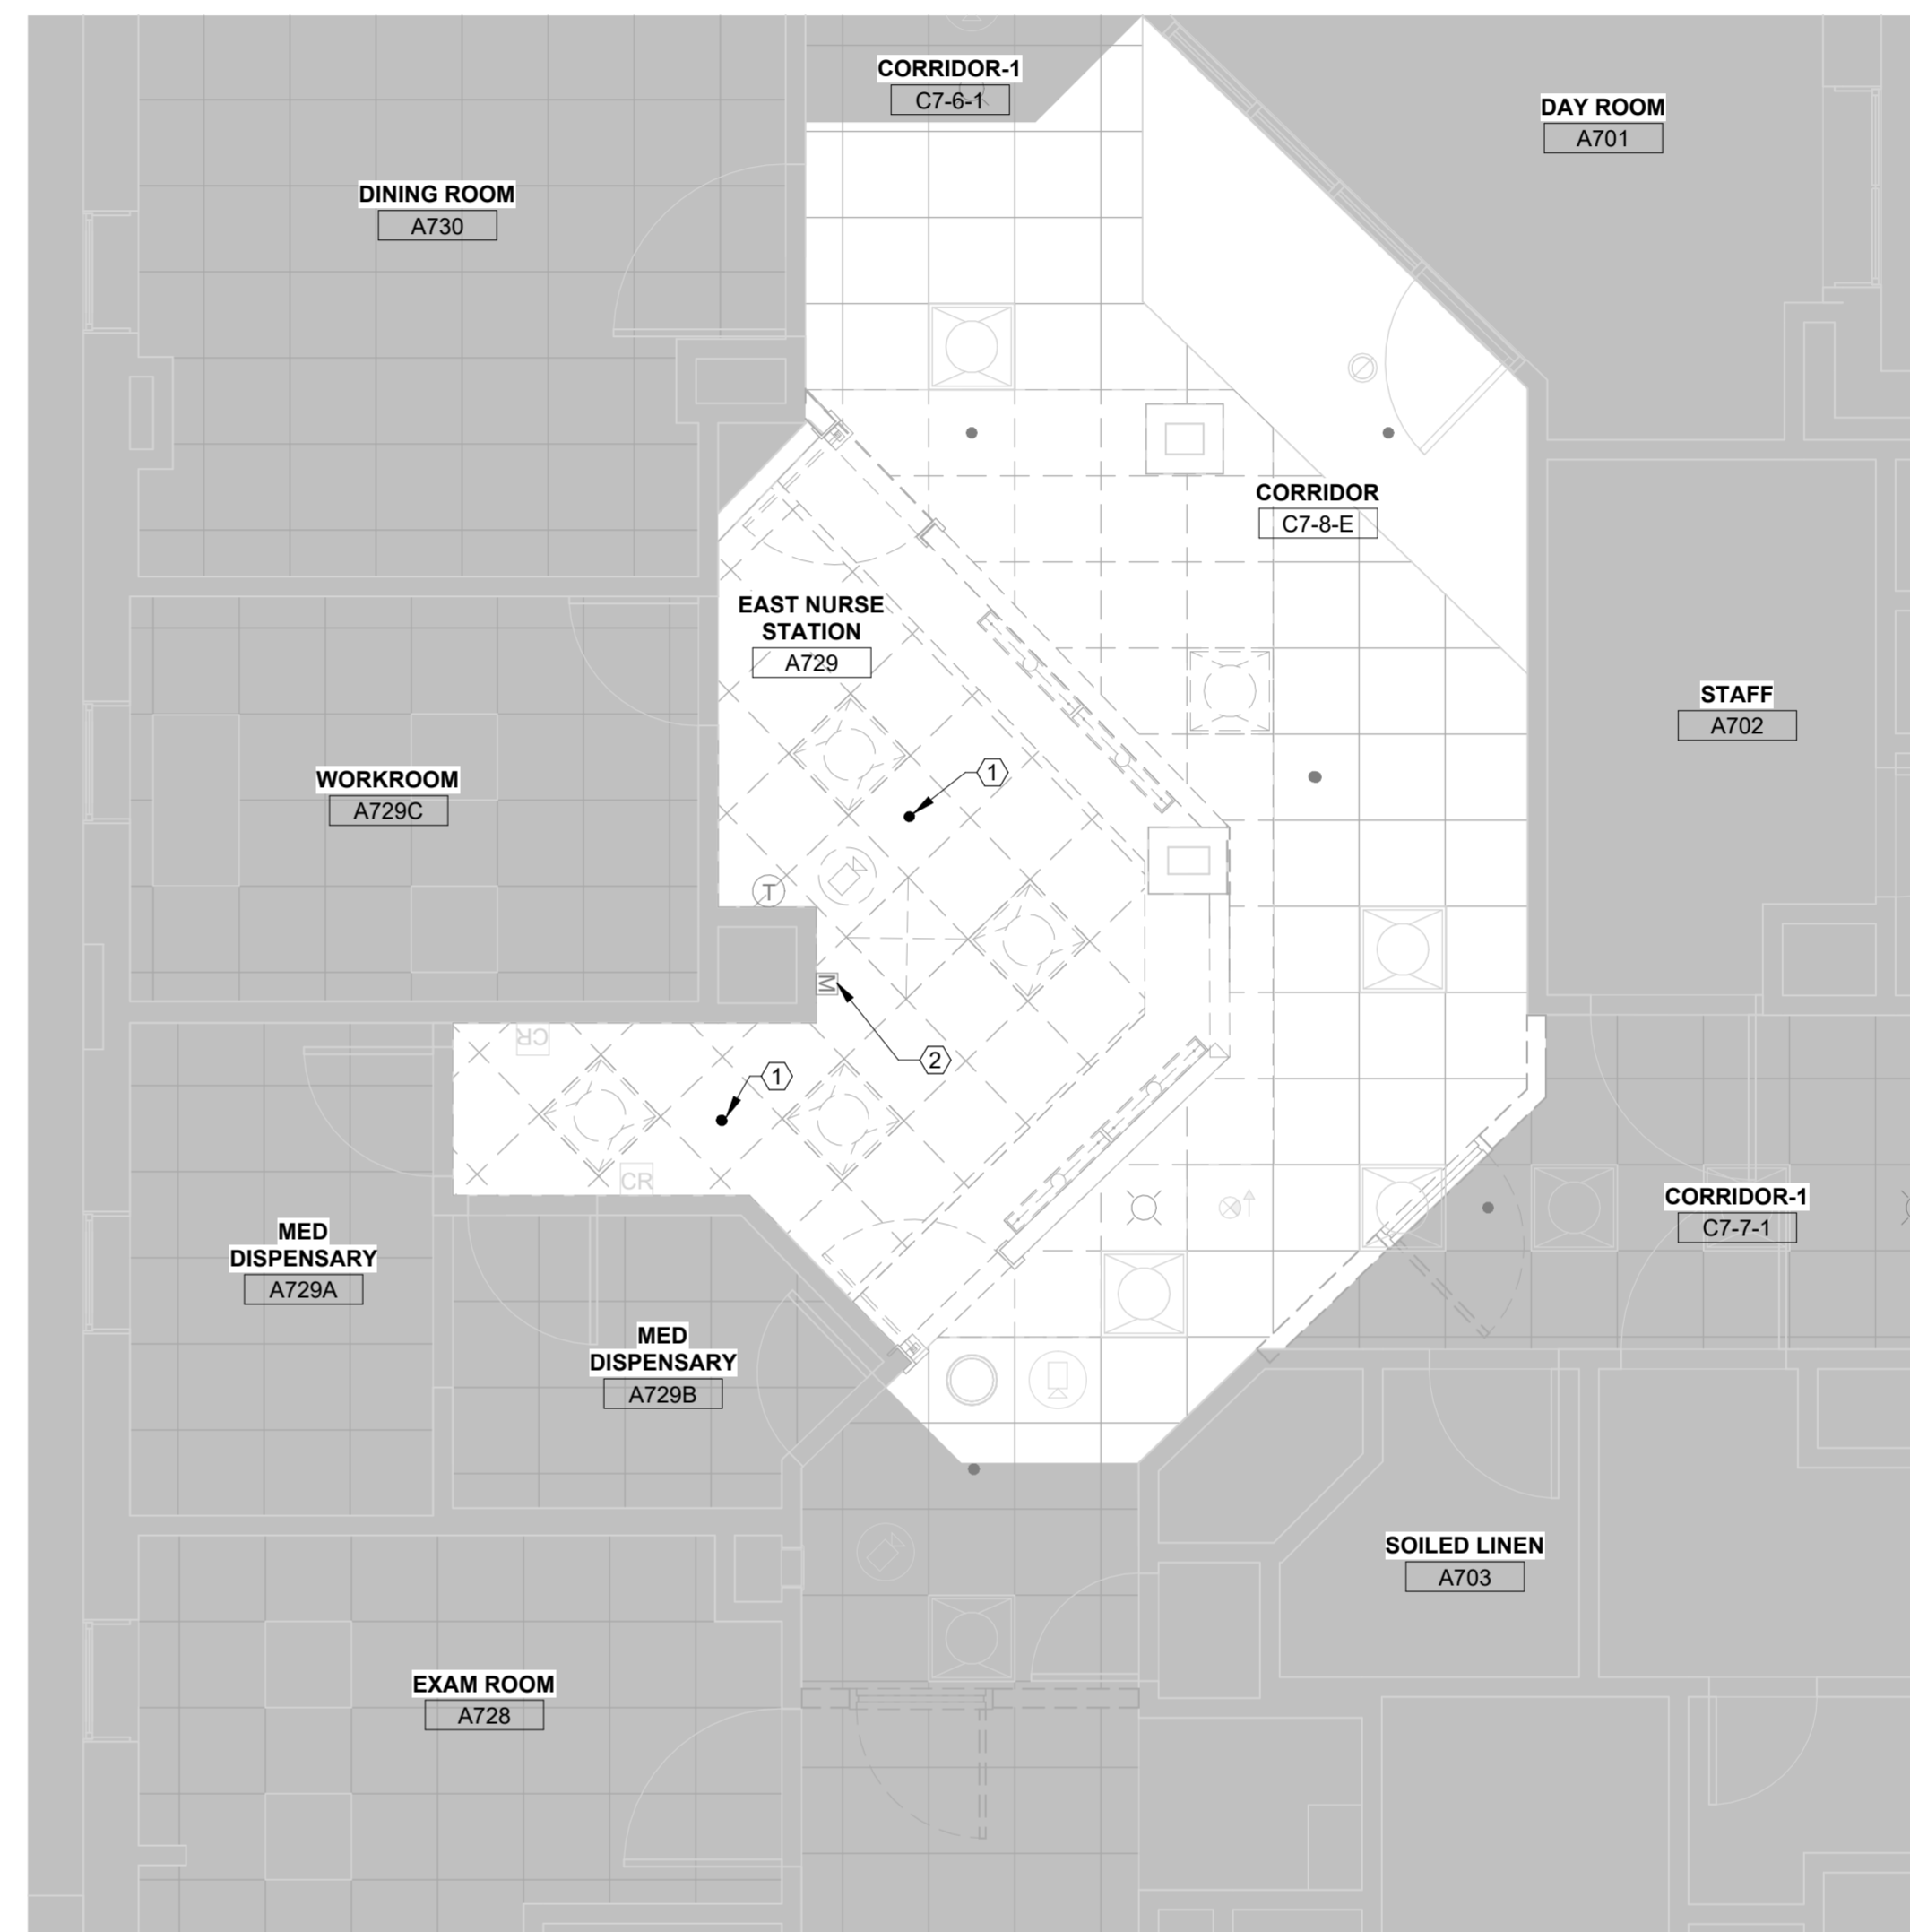 CORRIDOR-1
C7-6-1
DAY ROOM
A701
DINING ROOM
A730
CORRIDOR
C7-8-E
EAST NURSE
STATION
A729
STAFF
A702
WORKROOM
A729C
1
T
M
2
CR
1
CR
CORRIDOR-1
C7-7-1
MED
DISPENSARY
A729A
MED
DISPENSARY
A729B
SOILED LINEN
A703
EXAM ROOM
A728